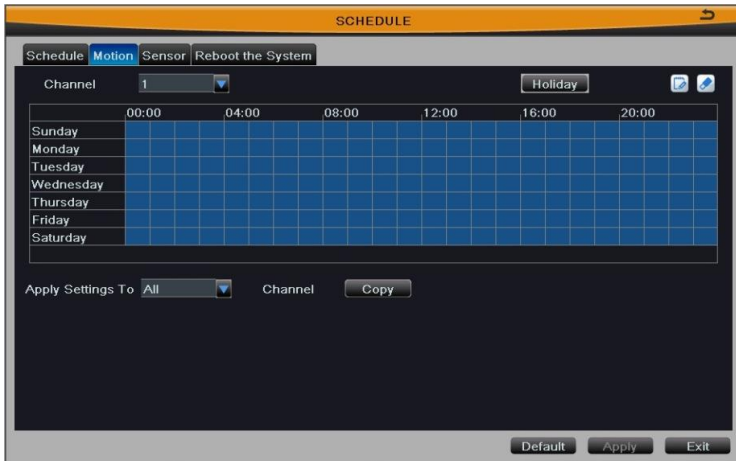 SCHEDULE
Schedule Motion Sensor Reboot the System
Channel 1 Holiday
00:00 04:00 08:00 12:00 16:00 20:00
Sunday
Monday
Tuesday
Wednesday
Thursday
Friday
Saturday
Apply Settings To All Channel Copy
Default Apply Exit